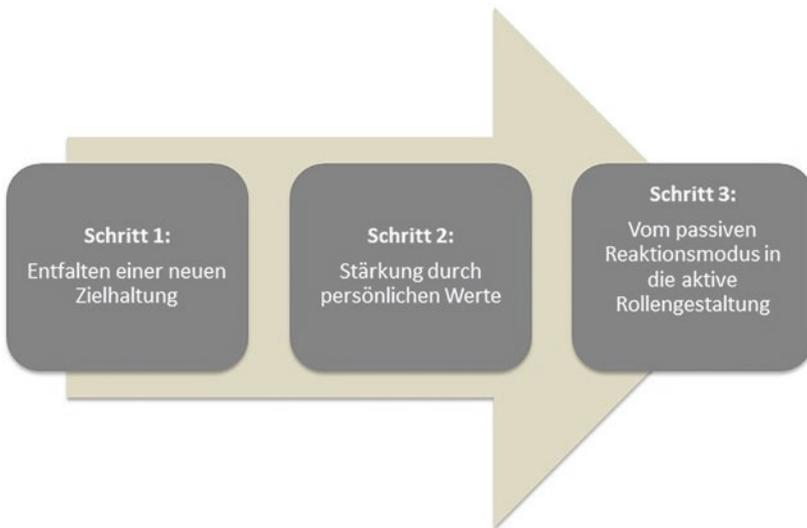 Schritt 1:
Entfalten einer neuen
Zielhaltung
Schritt 2:
Stärkung durch
persönlichen Werte
Schritt 3:
Vom passiven
Reaktionsmodus in
die aktive
Rollengestaltung